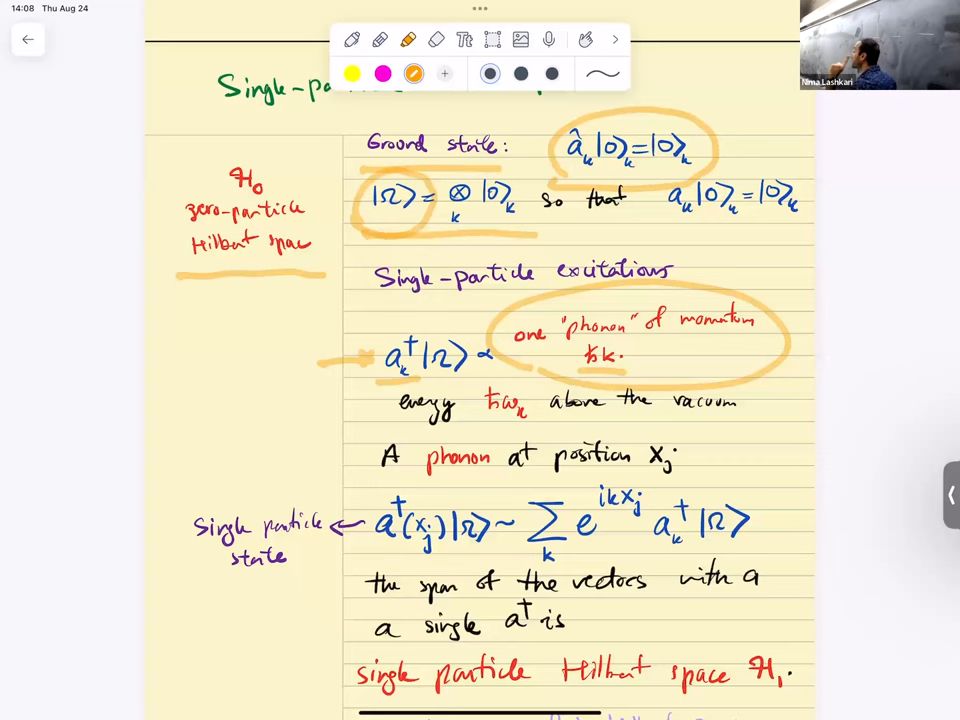 14:08 Thu Aug 24
Nima Lashkari
Single-pa
Ground state: â_k|0⟩_k = |0⟩_k
|Ω⟩ = ⊗_k |0⟩_k so that a_k|0⟩_k = |0⟩_k
H_0
zero-particle
Hilbert space
Single-particle excitations
one "phonon" of momentum
ħk.
a_k^†|Ω⟩ ∝
energy ħω_k above the vacuum
A phonon at position x_j.
Single particle ← a^†(x_j)|Ω⟩ ~ Σ_k e^{ikx_j} a_k^†|Ω⟩
state
the span of the vectors with a
a single a^† is
single particle Hilbert space H_1.